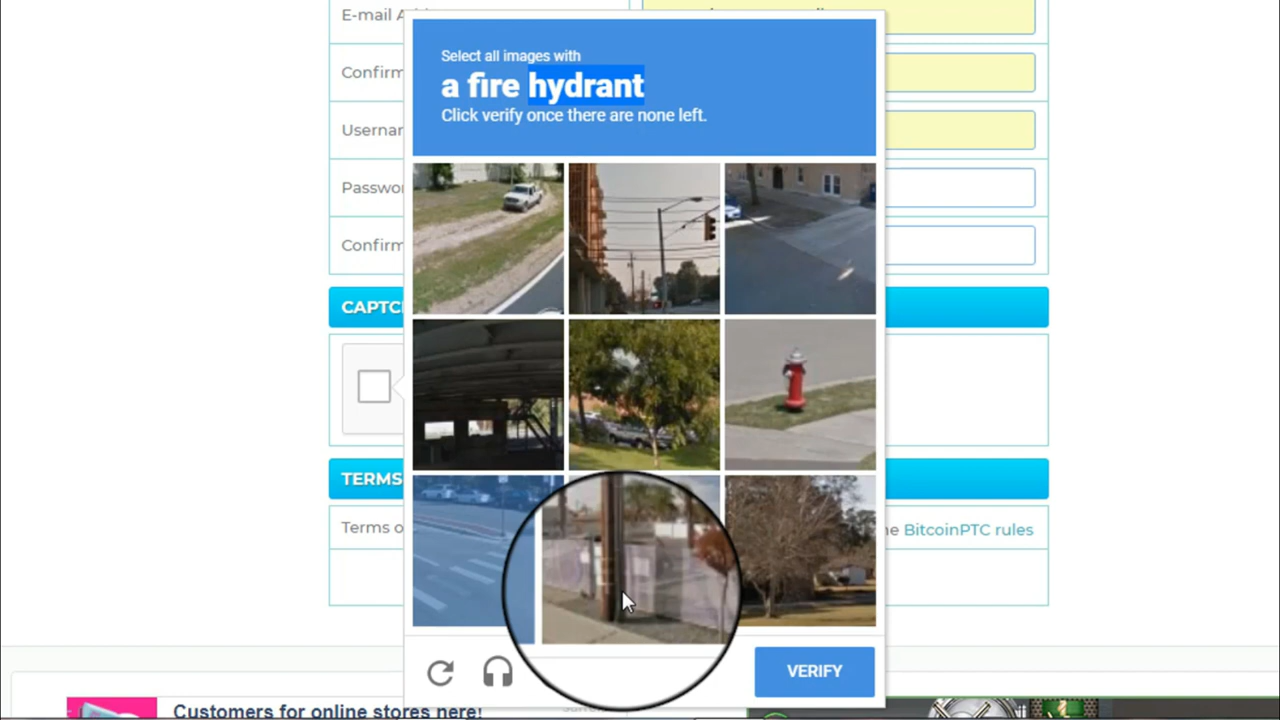 E-mail A
Select all images with
a fire hydrant
Click verify once there are none left.
Confirm
Usernar
Passwo
Confirm
CAPTC
TERMS
Terms o
he BitcoinPTC rules
VERIFY
Customers for online stores here!